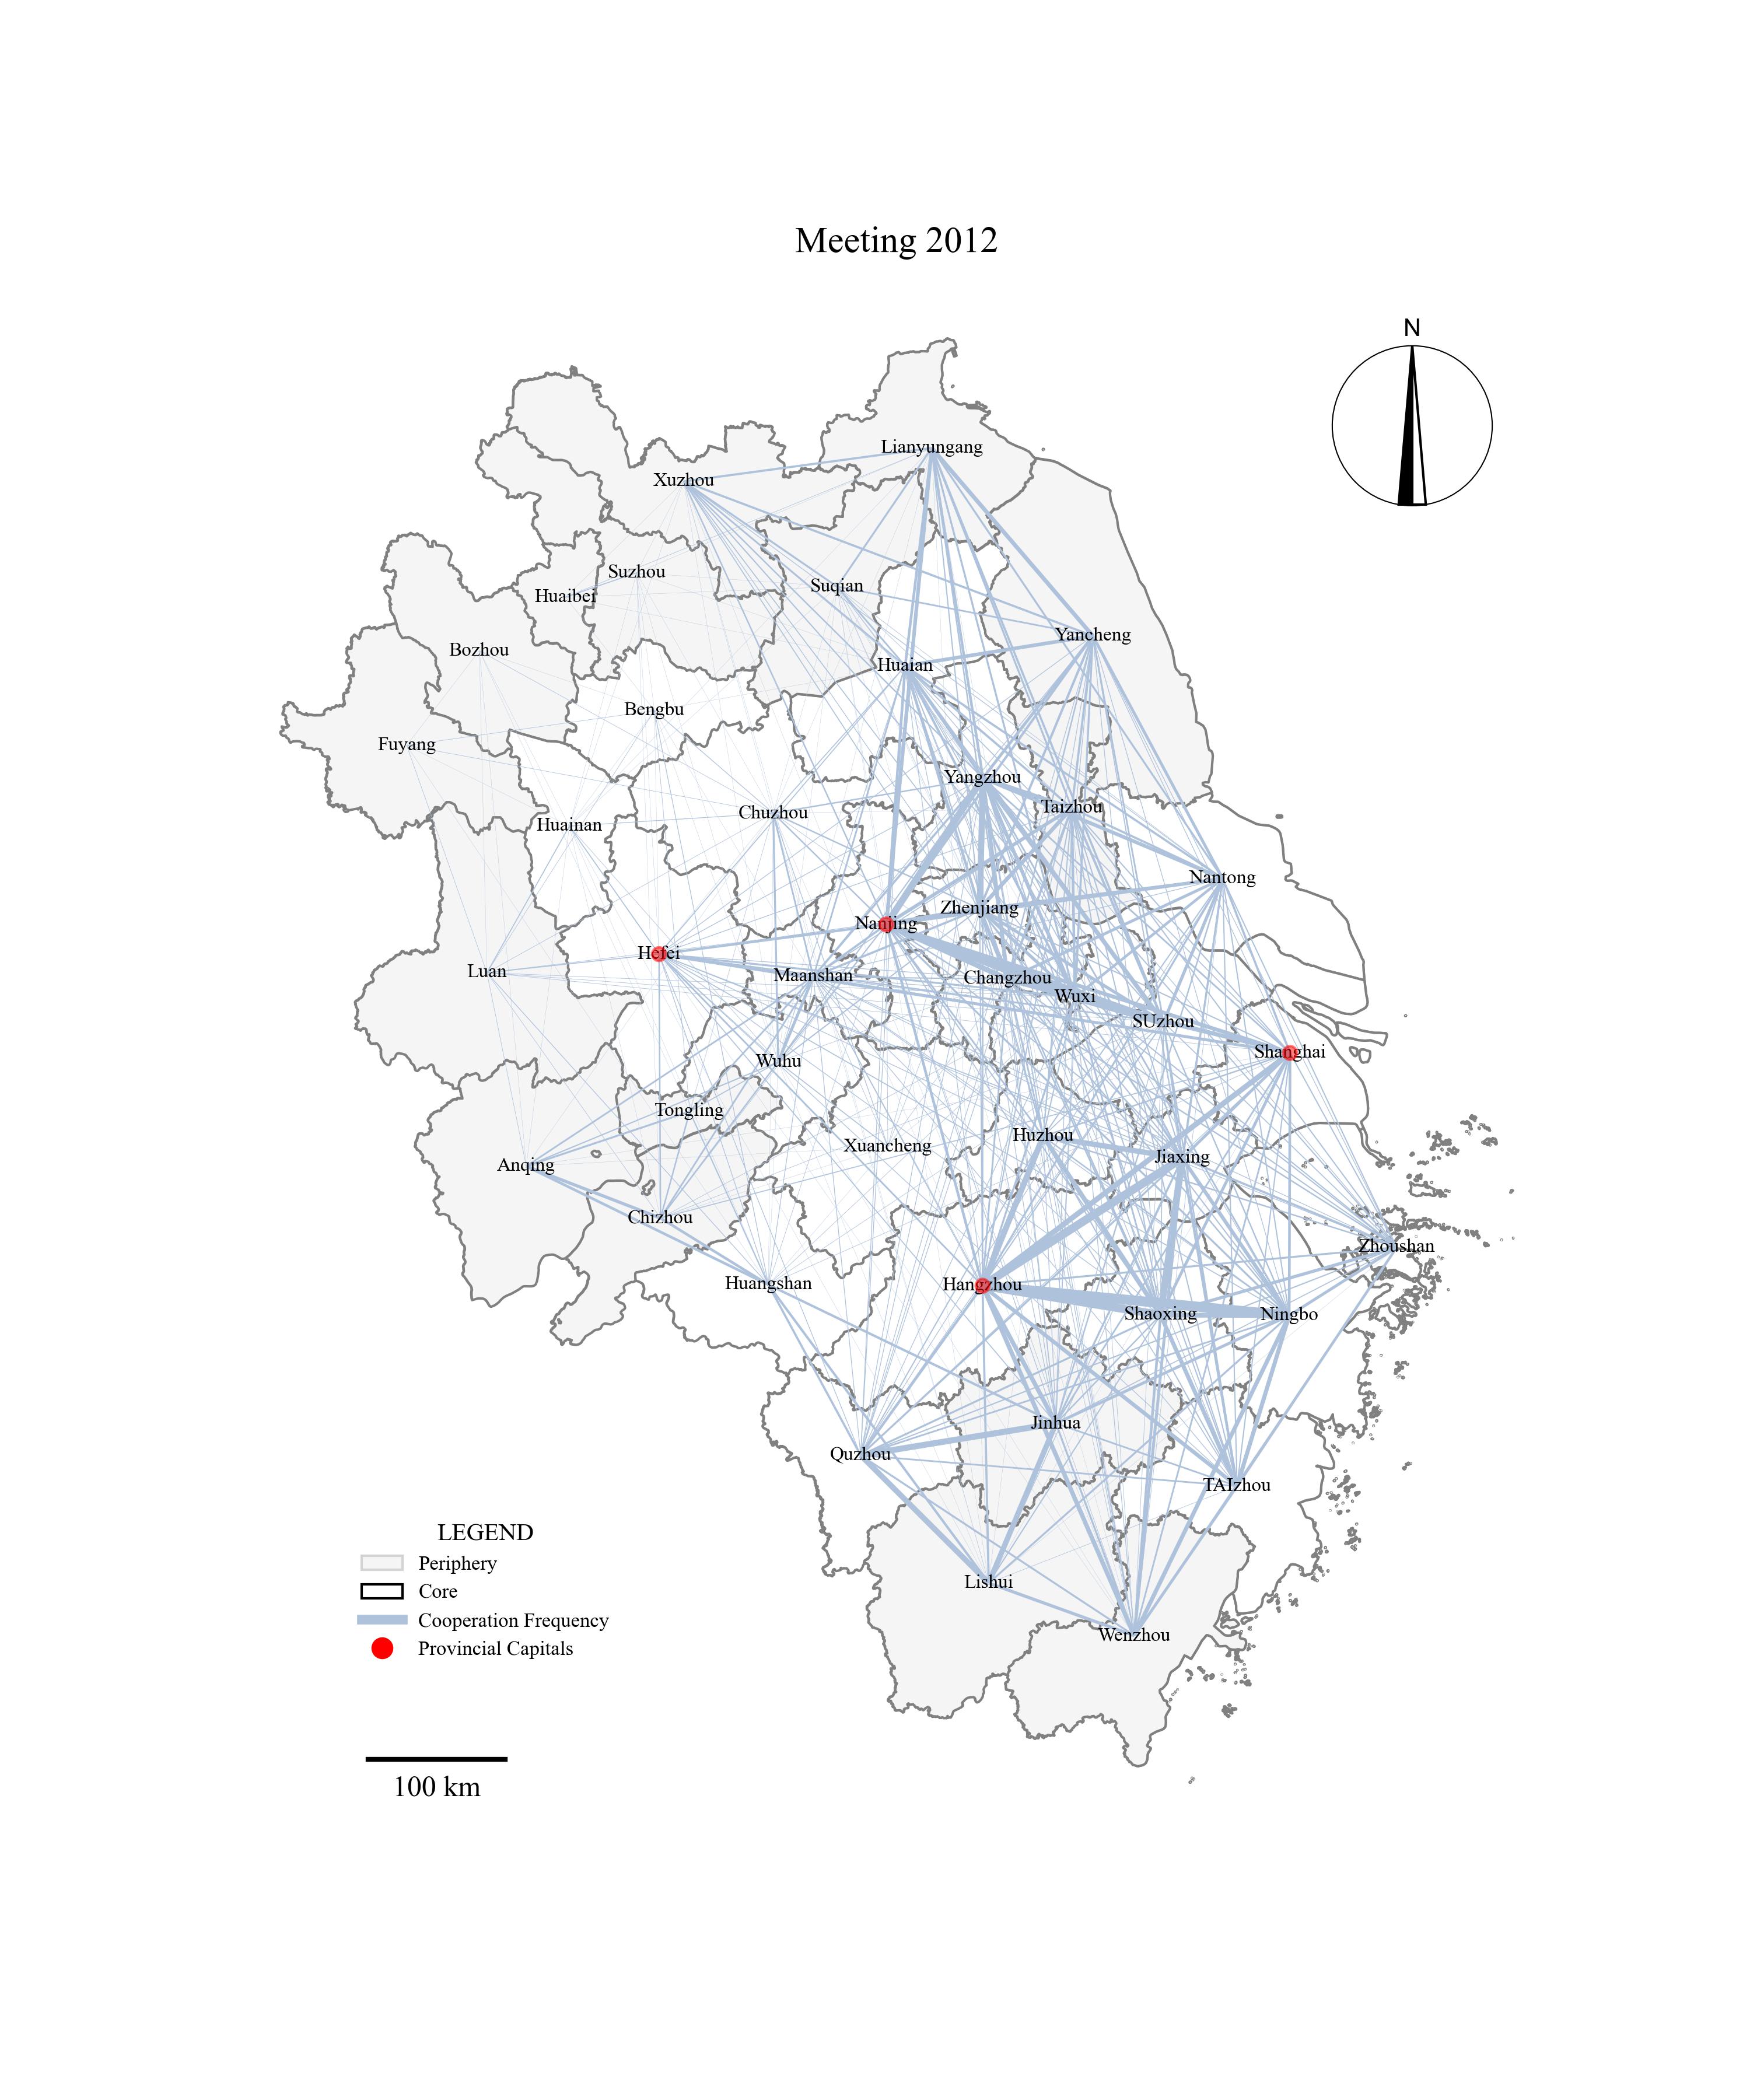 Meeting 2012
N
Lianyungang
Xuzhou
Suzhou
Suqian
Huaibei
Yancheng
Bozhou
Huaian
Bengbu
Fuyang
Yangzhou
Taizhou
Chuzhou
Huainan
Nantong
Zhenjiang
Nanjing
Hefei
Luan
Maanshan
Changzhou
Wuxi
SUzhou
Shanghai
Wuhu
Tongling
Huzhou
Xuancheng
Jiaxing
Anqing
Chizhou
Zhoushan
Huangshan
Hangzhou
Shaoxing
Ningbo
Jinhua
Quzhou
TAIzhou
Lishui
Wenzhou
LEGEND
Periphery
Core
Cooperation Frequency
Provincial Capitals
100 km